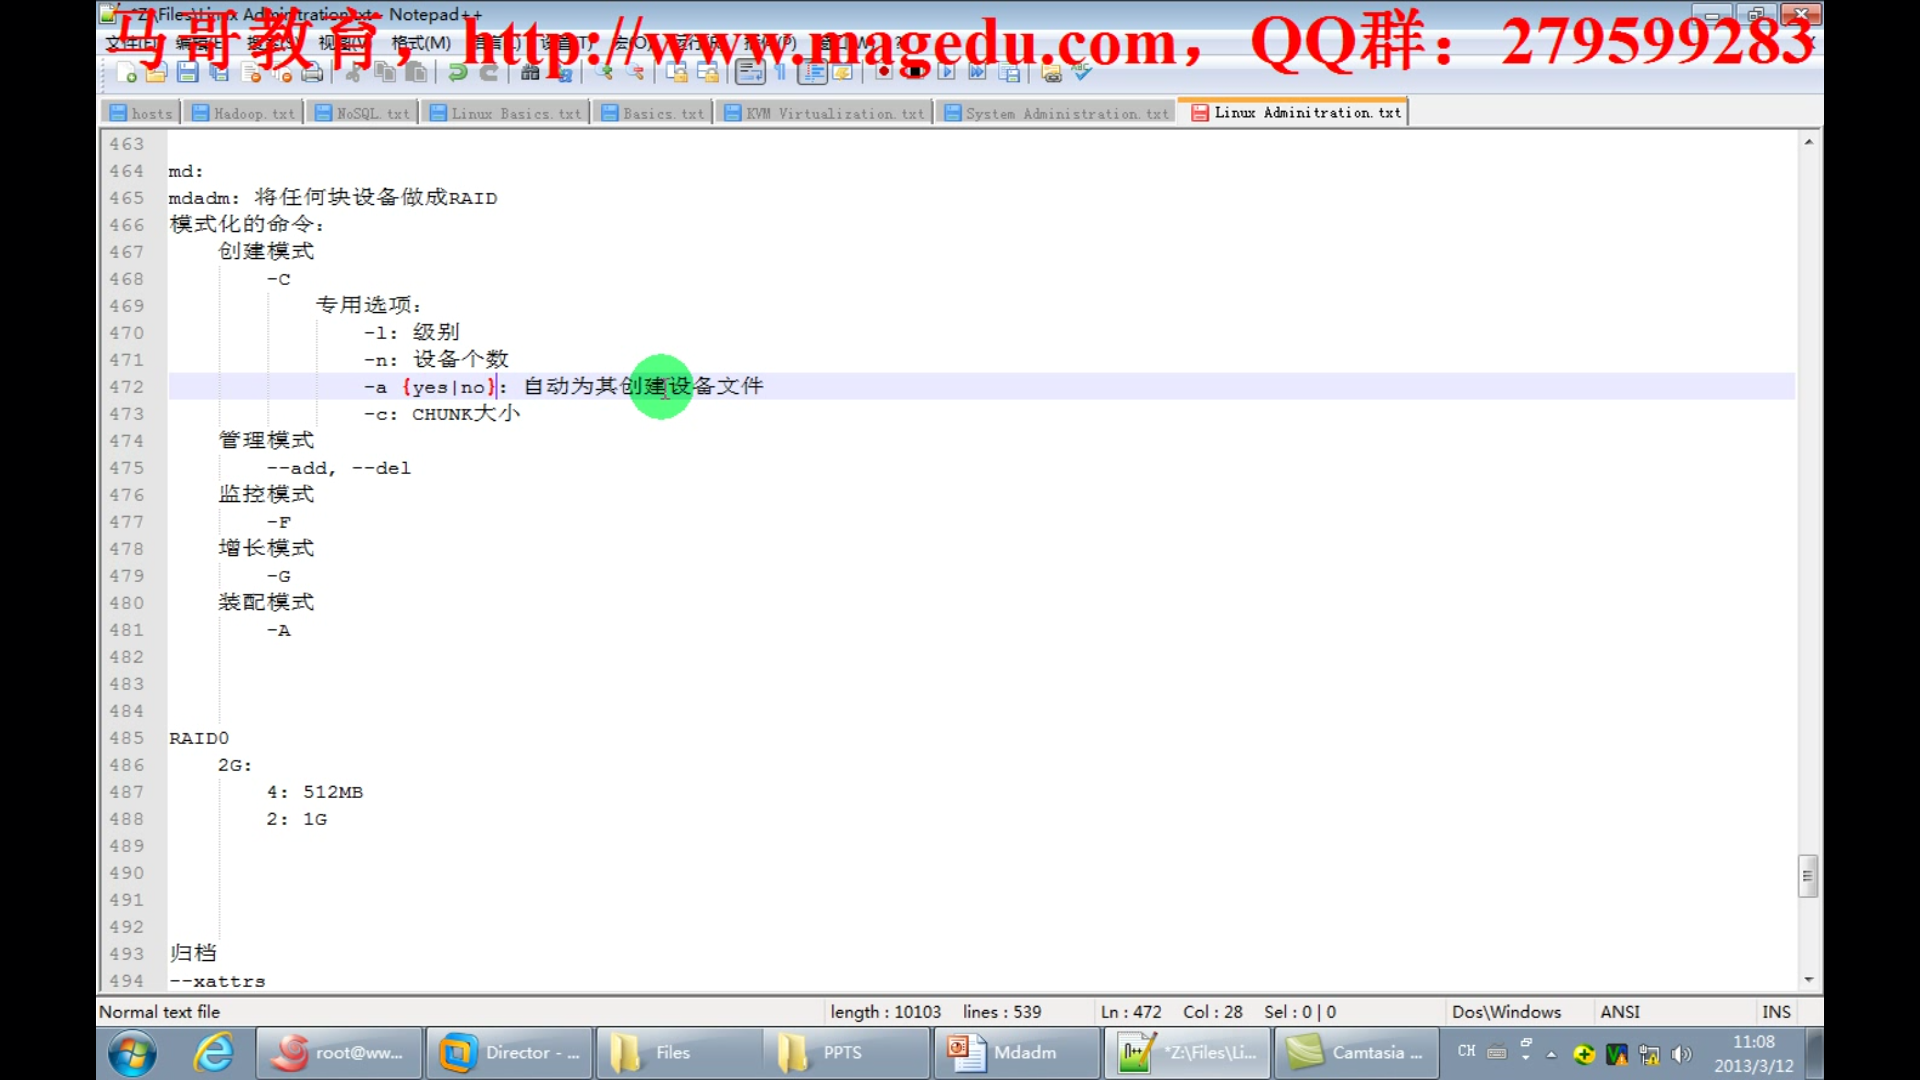 *Z:\Files\Linux Adminitration.txt - Notepad++
马哥教育，http://www.magedu.com，QQ群：279599283
格式(M)
hosts Hadoop.txt NoSQL.txt Linux Basics.txt Basics.txt KVM Virtualization.txt System Administration.txt Linux Adminitration.txt
463
464 md:
465 mdadm: 将任何块设备做成RAID
466 模式化的命令:
467 创建模式
468 -C
469 专用选项:
470 -l: 级别
471 -n: 设备个数
472 -a {yes|no}: 自动为其创建设备文件
473 -c: CHUNK大小
474 管理模式
475 --add, --del
476 监控模式
477 -F
478 增长模式
479 -G
480 装配模式
481 -A
482
483
484
485 RAID0
486 2G:
487 4: 512MB
488 2: 1G
489
490
491
492
493 归档
494 --xattrs
Normal text file length : 10103 lines : 539 Ln : 472 Col : 28 Sel : 0 | 0 Dos\Windows ANSI INS
root@ww... Director - ... Files PPTS Mdadm *Z:\Files\Li... Camtasia ... CH 11:08
2013/3/12